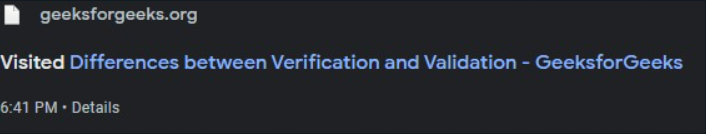 geeksforgeeks.org
Visited Differences between Verification and Validation - GeeksforGeeks
6:41 PM • Details